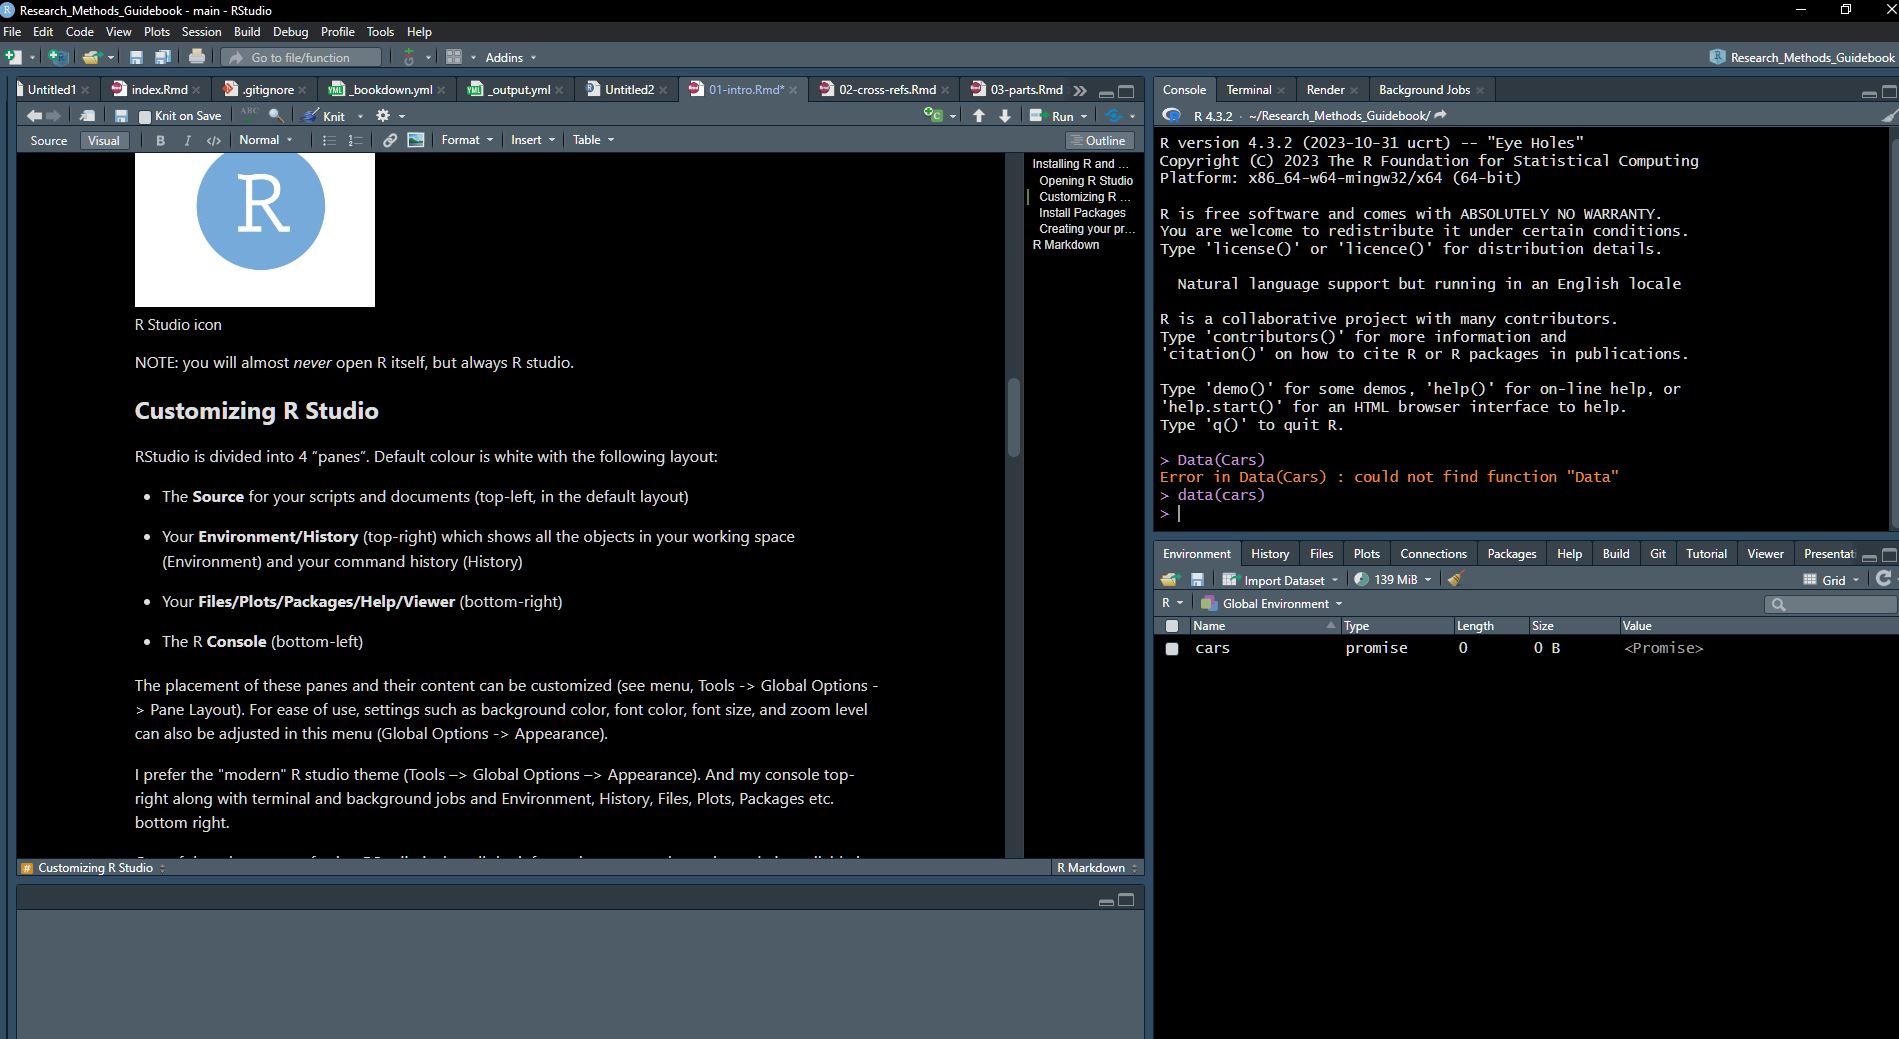 Research_Methods_Guidebook - main - RStudio
File Edit Code View Plots Session Build Debug Profile Tools Help
Go to file/function
Addins
Research_Methods_Guidebook
Untitled1 index.Rmd .gitignore _bookdown.yml _output.yml Untitled2 01-intro.Rmd* 02-cross-refs.Rmd 03-parts.Rmd
Knit on Save ABC Knit Run
Source Visual B I </> Normal Format Insert Table Outline
R
R Studio icon
NOTE: you will almost never open R itself, but always R studio.
Customizing R Studio
RStudio is divided into 4 “panes”. Default colour is white with the following layout:
• The Source for your scripts and documents (top-left, in the default layout)
• Your Environment/History (top-right) which shows all the objects in your working space
(Environment) and your command history (History)
• Your Files/Plots/Packages/Help/Viewer (bottom-right)
• The R Console (bottom-left)
The placement of these panes and their content can be customized (see menu, Tools -> Global Options -
> Pane Layout). For ease of use, settings such as background color, font color, font size, and zoom level
can also be adjusted in this menu (Global Options -> Appearance).
I prefer the "modern" R studio theme (Tools –> Global Options –> Appearance). And my console top-
right along with terminal and background jobs and Environment, History, Files, Plots, Packages etc.
bottom right.
Installing R and ...
Opening R Studio
Customizing R ...
Install Packages
Creating your pr...
R Markdown
# Customizing R Studio
R Markdown
Console Terminal Render Background Jobs
R 4.3.2 · ~/Research_Methods_Guidebook/
R version 4.3.2 (2023-10-31 ucrt) -- "Eye Holes"
Copyright (C) 2023 The R Foundation for Statistical Computing
Platform: x86_64-w64-mingw32/x64 (64-bit)
R is free software and comes with ABSOLUTELY NO WARRANTY.
You are welcome to redistribute it under certain conditions.
Type 'license()' or 'licence()' for distribution details.
Natural language support but running in an English locale
R is a collaborative project with many contributors.
Type 'contributors()' for more information and
'citation()' on how to cite R or R packages in publications.
Type 'demo()' for some demos, 'help()' for on-line help, or
'help.start()' for an HTML browser interface to help.
Type 'q()' to quit R.
> Data(Cars)
Error in Data(Cars) : could not find function "Data"
> data(cars)
>
Environment History Files Plots Connections Packages Help Build Git Tutorial Viewer Presentat
Import Dataset 139 MiB Grid
R Global Environment
Name Type Length Size Value
cars promise 0 0 B <Promise>